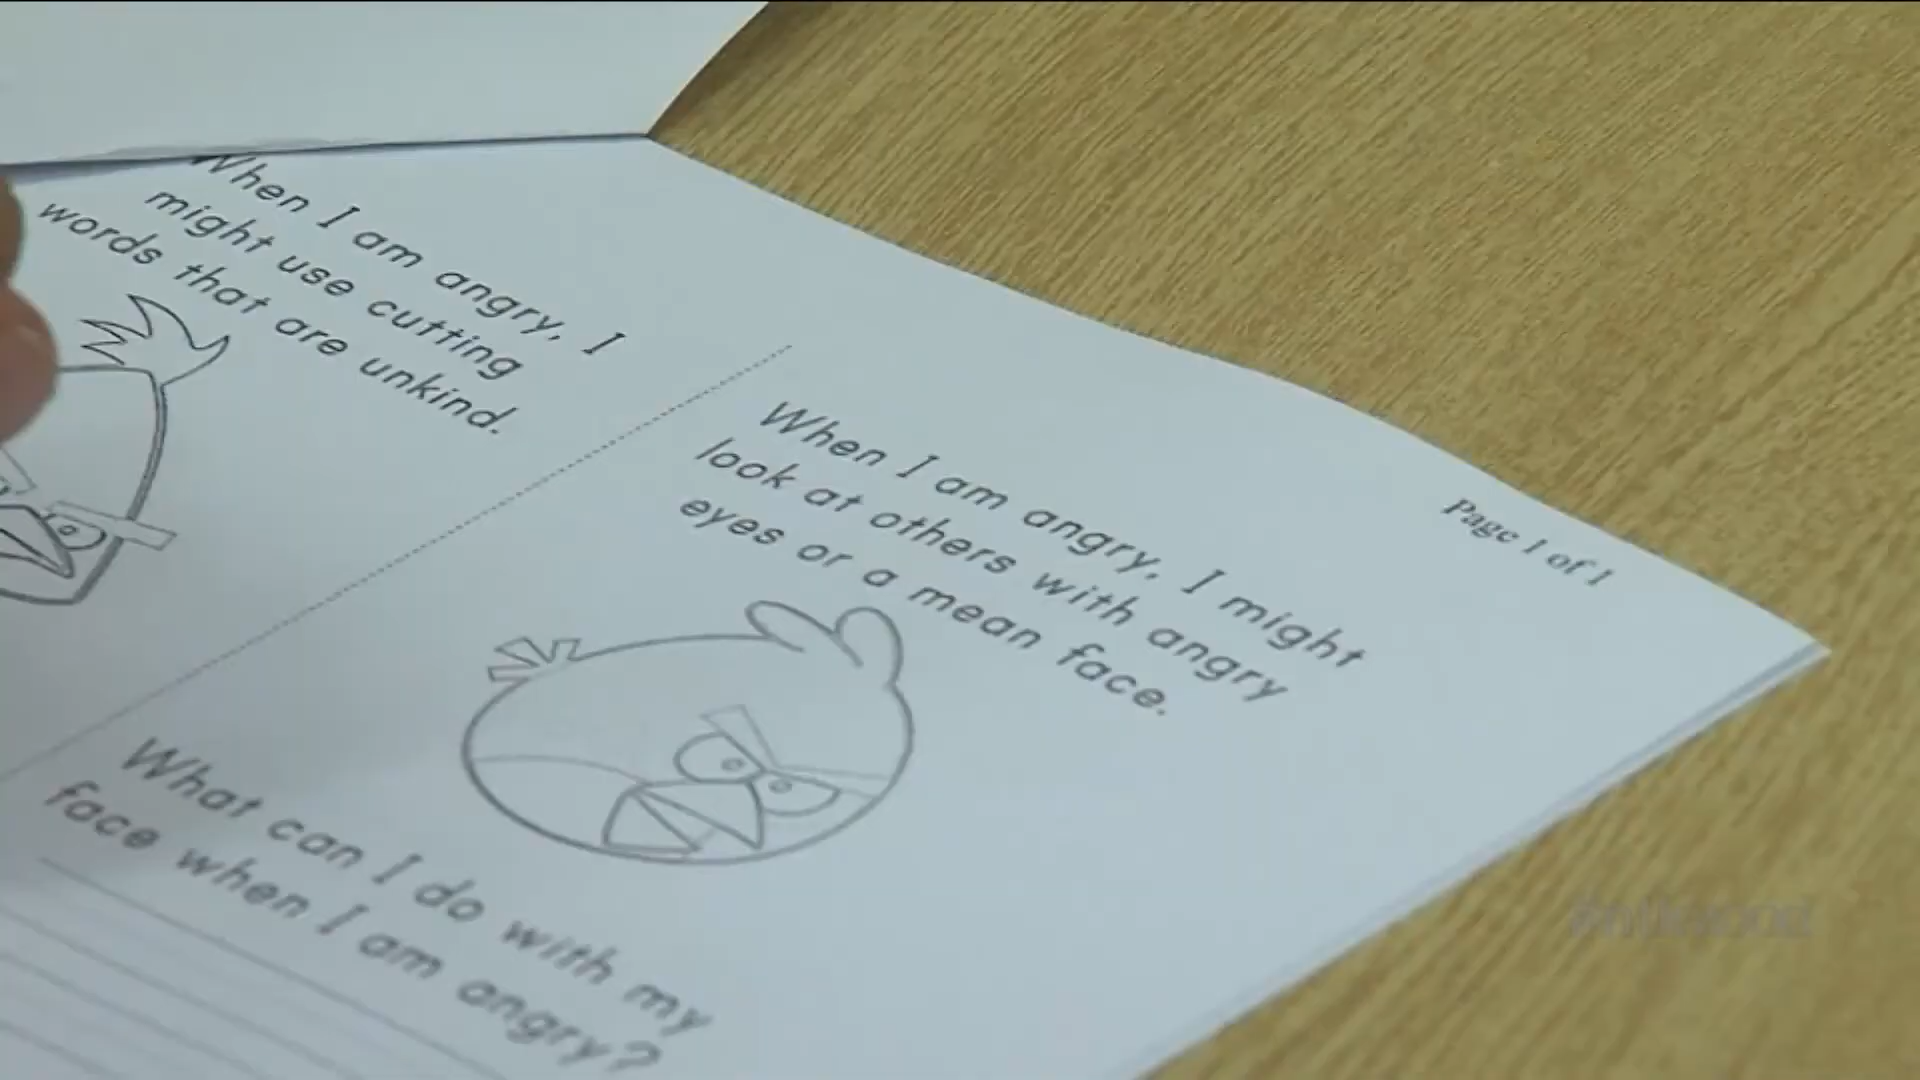 When I am angry, I
might use cutting
words that are unkind.
When I am angry, I might
look at others with angry
eyes or a mean face.
What can I do with my
face when I am angry?
Page 1 of 1